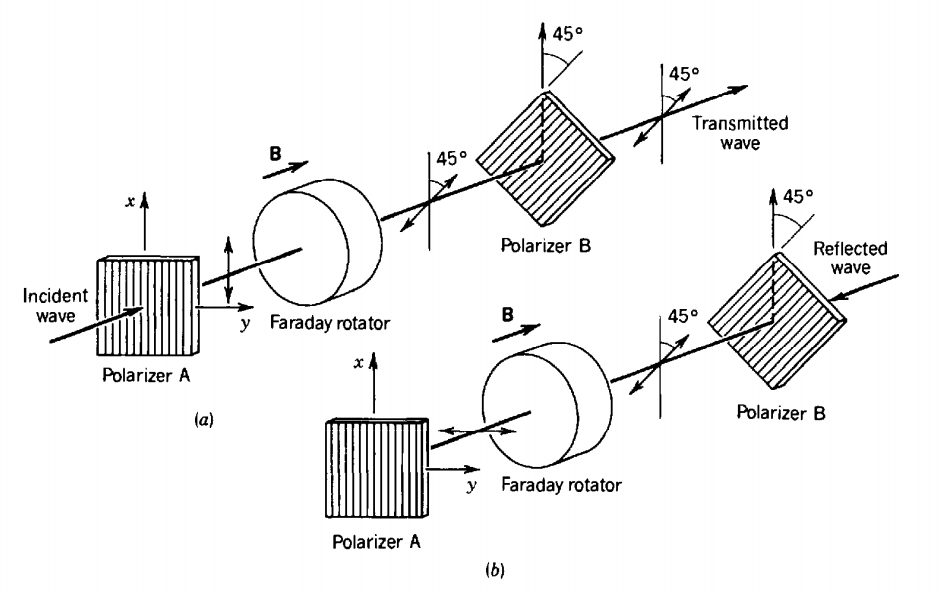 45°
45°
Transmitted
wave
B
45°
x
Polarizer B
45°
Reflected
wave
Incident
wave
y
Faraday rotator
B
45°
Polarizer A
x
(a)
Polarizer B
y
Faraday rotator
Polarizer A
(b)